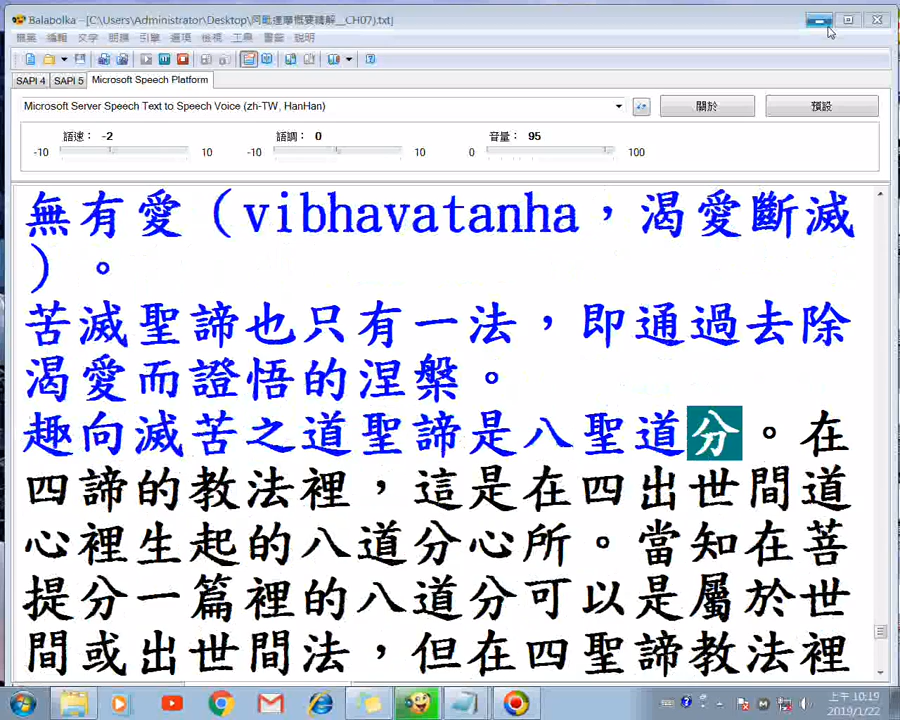 Balabolka - [C:\Users\Administrator\Desktop\阿毗達摩概要精解__CH07).txt]
檔案 編輯 文字 朗讀 引擎 選項 檢視 工具 書籤 說明
SAPI 4 SAPI 5 Microsoft Speech Platform
Microsoft Server Speech Text to Speech Voice (zh-TW, HanHan) 關於 預設
語速： -2 語調： 0 音量： 95
-10 10 -10 10 0 100
無有愛（vibhavatanha，渴愛斷滅
）。
苦滅聖諦也只有一法，即通過去除
渴愛而證悟的涅槃。
趣向滅苦之道聖諦是八聖道分。在
四諦的教法裡，這是在四出世間道
心裡生起的八道分心所。當知在菩
提分一篇裡的八道分可以是屬於世
間或出世間法，但在四聖諦教法裡
上午 10:19
2019/1/22